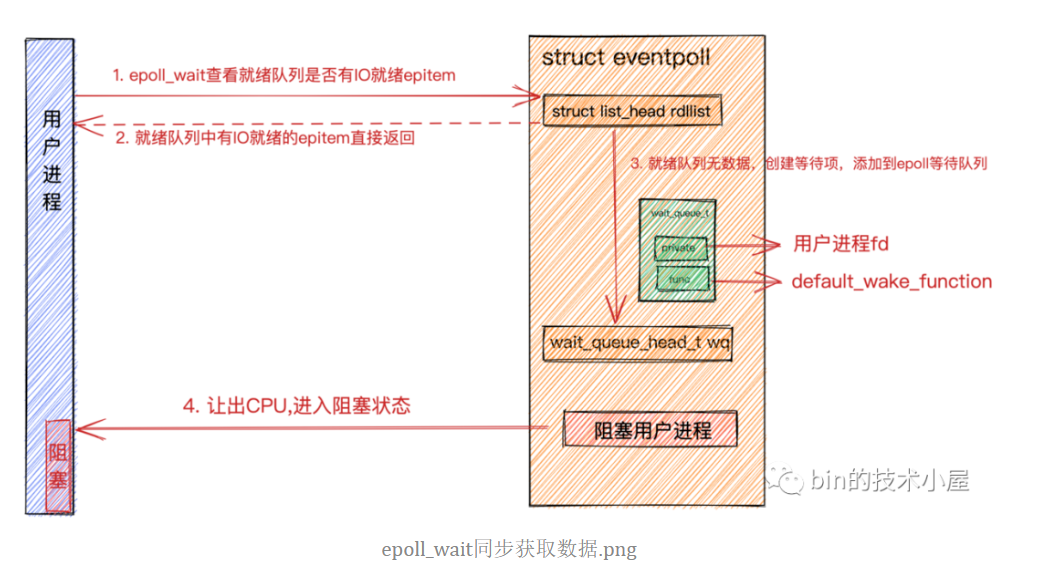 struct eventpoll
1. epoll_wait查看就绪队列是否有IO就绪epitem
struct list_head rdllist
2. 就绪队列中有IO就绪的epitem直接返回
用户进程
3. 就绪队列无数据，创建等待项，添加到epoll等待队列
wait_queue_t
private
用户进程fd
func
default_wake_function
wait_queue_head_t wq
4. 让出CPU,进入阻塞状态
阻塞用户进程
阻塞
bin的技术小屋
epoll_wait同步获取数据.png